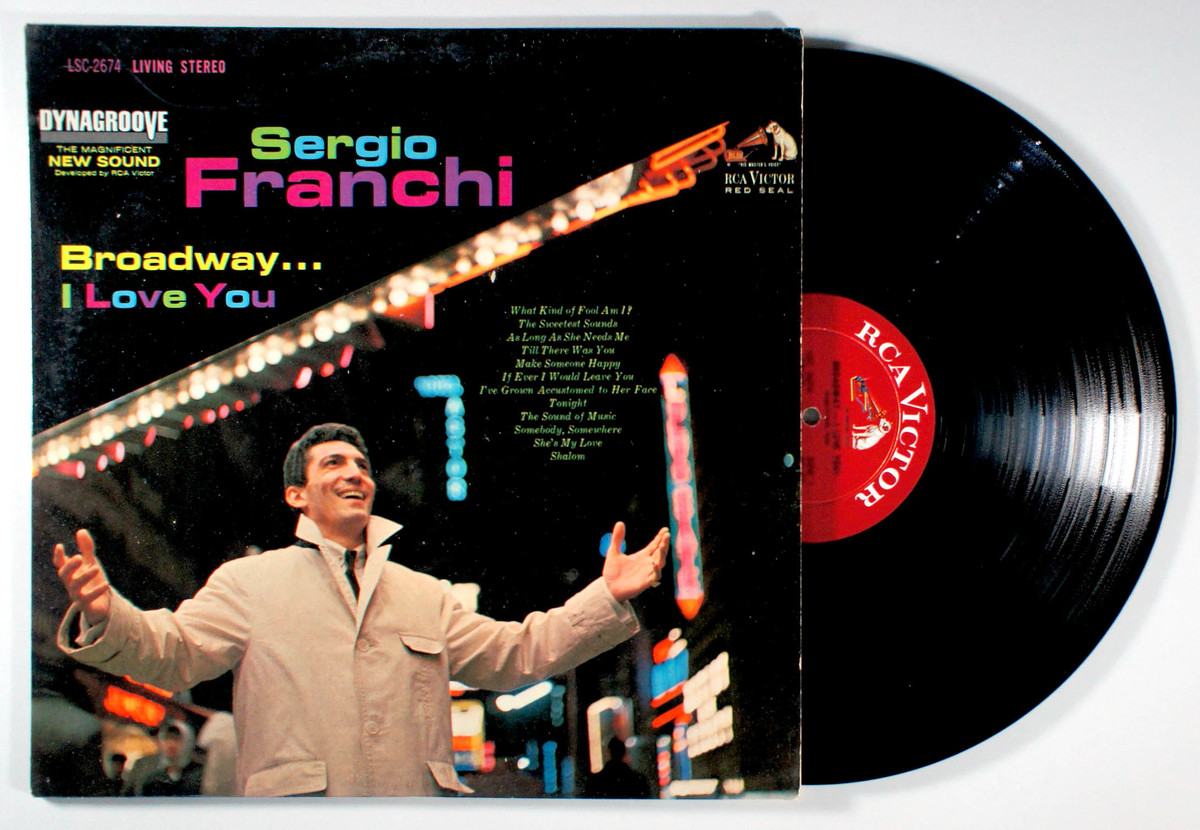 LSC-2674 LIVING STEREO
DYNAGROOVE
THE MAGNIFICENT
NEW SOUND
Developed by RCA Victor
Sergio
Franchi
"HIS MASTER'S VOICE"
RCA VICTOR
RED SEAL
Broadway...
I Love You
What Kind of Fool Am I?
The Sweetest Sounds
As Long As She Needs Me
Till There Was You
Make Someone Happy
If Ever I Would Leave You
I've Grown Accustomed to Her Face
Tonight
The Sound of Music
Somebody, Somewhere
She's My Love
Shalom
RCA VICTOR